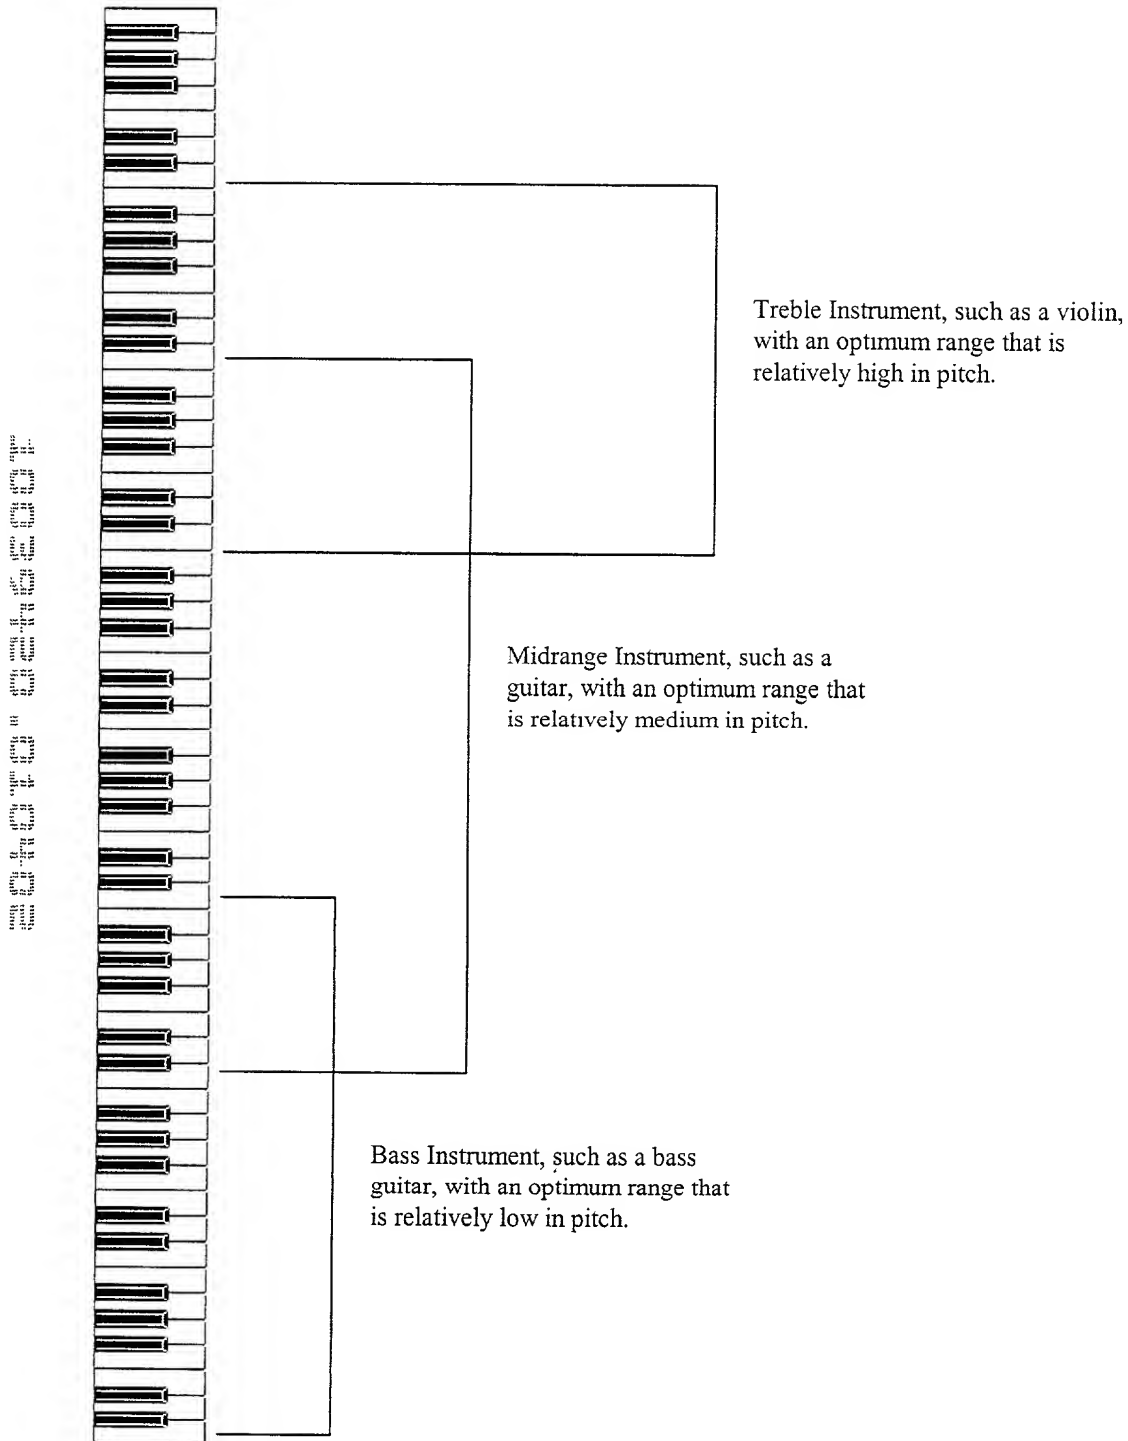 10039420.010402
Treble Instrument, such as a violin,
with an optimum range that is
relatively high in pitch.
Midrange Instrument, such as a
guitar, with an optimum range that
is relatively medium in pitch.
Bass Instrument, such as a bass
guitar, with an optimum range that
is relatively low in pitch.